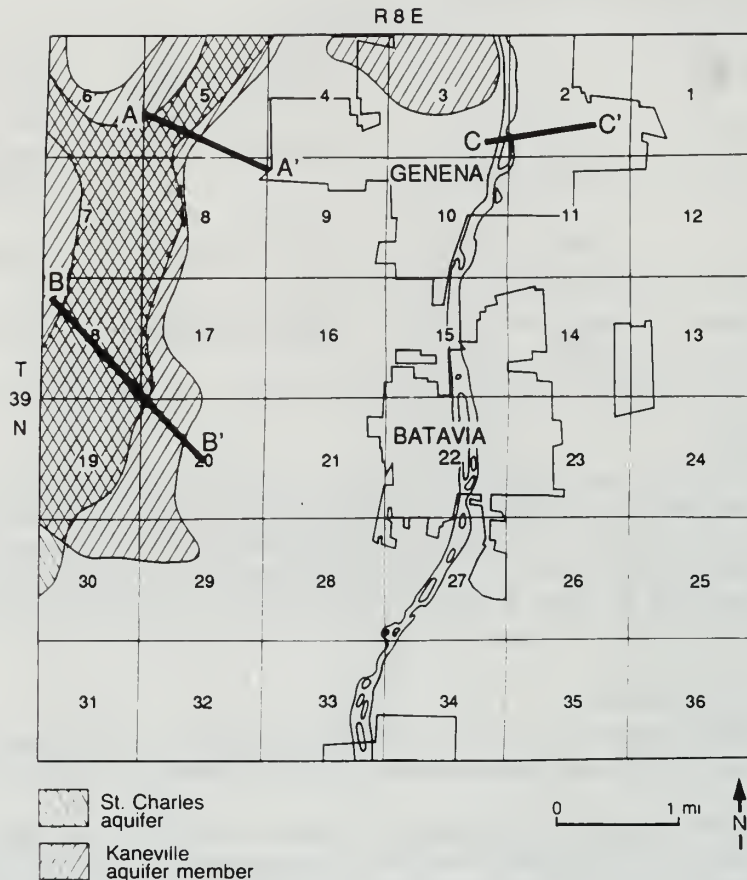 R 8 E
6 5 4 3 2 1
A
C C'
A'
GENENA
7 8 9 10 11 12
B
8 17 16 15 14 13
T
39
N
BATAVIA
B'
19 20 21 22 23 24
30 29 28 27 26 25
31 32 33 34 35 36
St. Charles
aquifer
Kaneville
aquifer member
0 1 mi
N